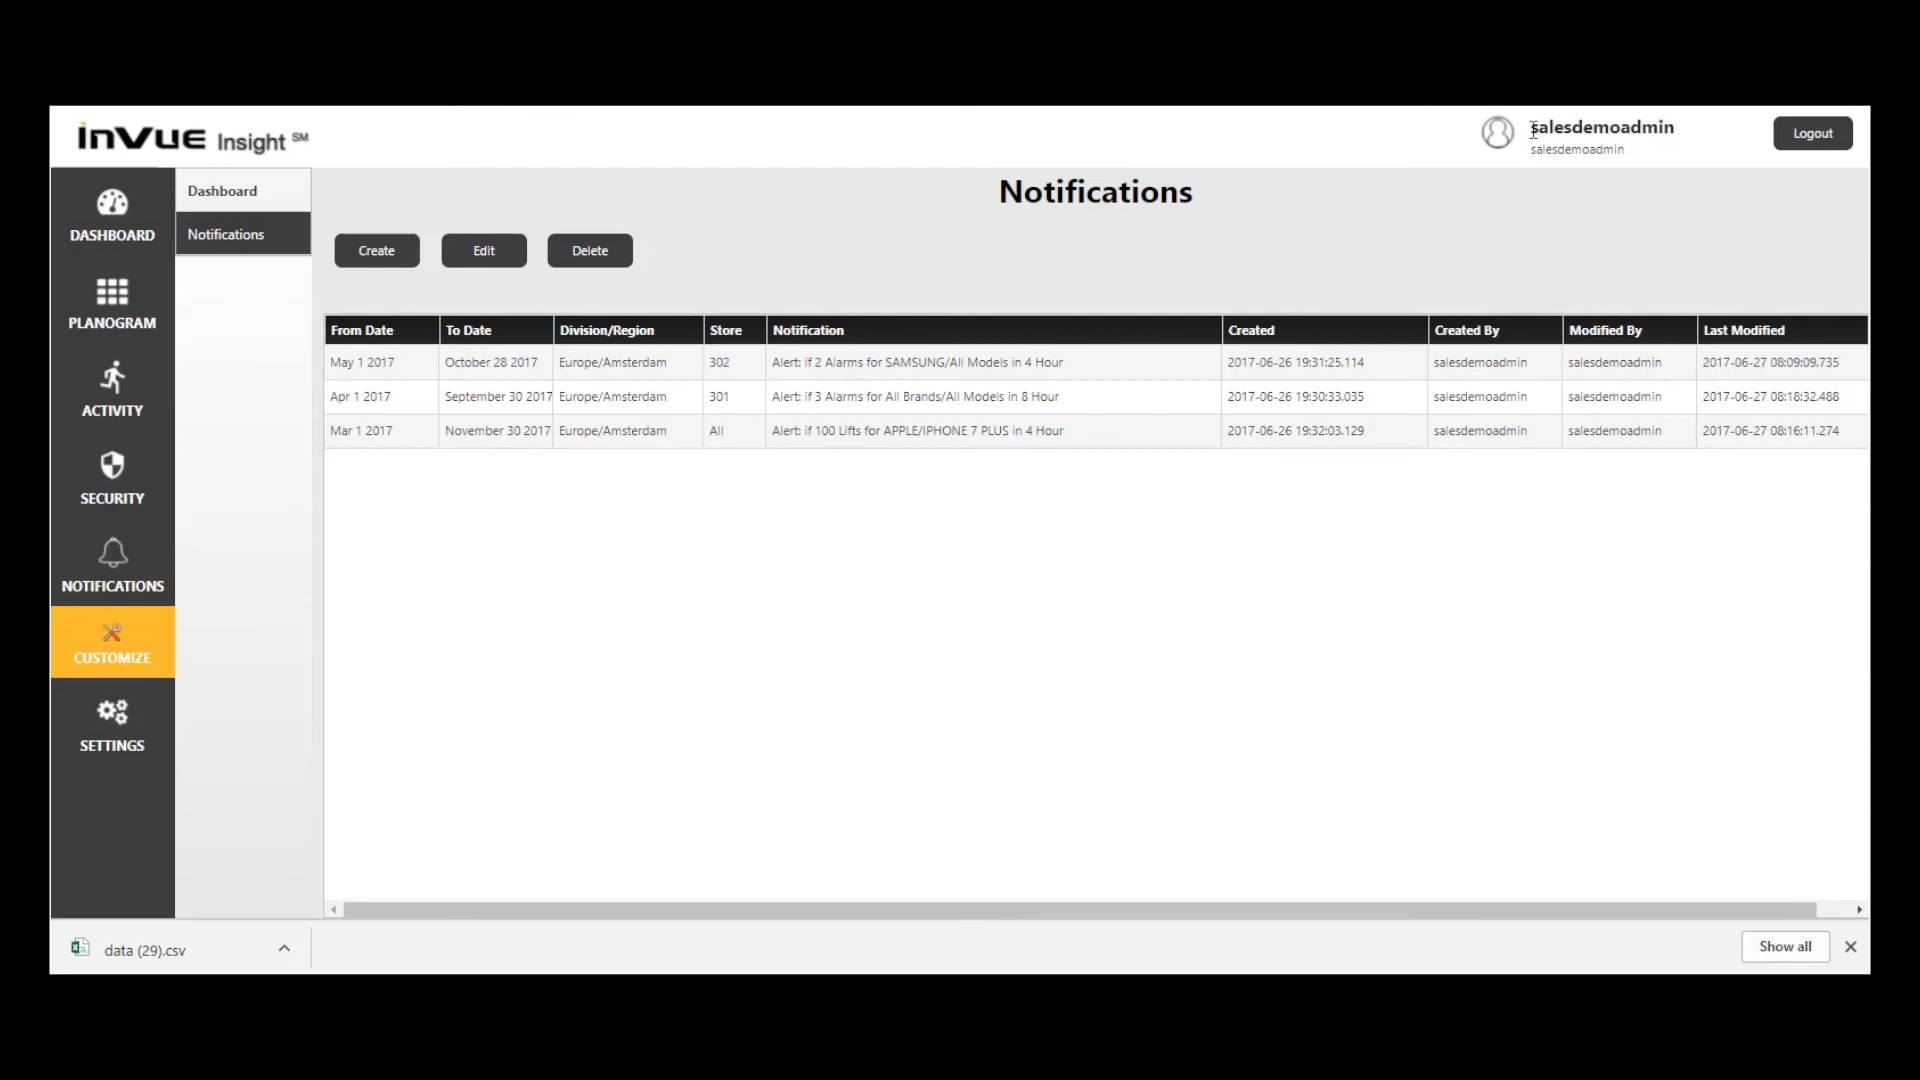 inVue Insight SM
salesdemoadmin
salesdemoadmin
Logout
DASHBOARD
PLANOGRAM
ACTIVITY
SECURITY
NOTIFICATIONS
CUSTOMIZE
SETTINGS
Dashboard
Notifications
Notifications
Create Edit Delete
From Date To Date Division/Region Store Notification Created Created By Modified By Last Modified
May 1 2017 October 28 2017 Europe/Amsterdam 302 Alert: if 2 Alarms for SAMSUNG/All Models in 4 Hour 2017-06-26 19:31:25.114 salesdemoadmin salesdemoadmin 2017-06-27 08:09:09.735
Apr 1 2017 September 30 2017 Europe/Amsterdam 301 Alert: if 3 Alarms for All Brands/All Models in 8 Hour 2017-06-26 19:30:33.035 salesdemoadmin salesdemoadmin 2017-06-27 08:18:32.488
Mar 1 2017 November 30 2017 Europe/Amsterdam All Alert: if 100 Lifts for APPLE/IPHONE 7 PLUS in 4 Hour 2017-06-26 19:32:03.129 salesdemoadmin salesdemoadmin 2017-06-27 08:16:11.274
data (29).csv
Show all